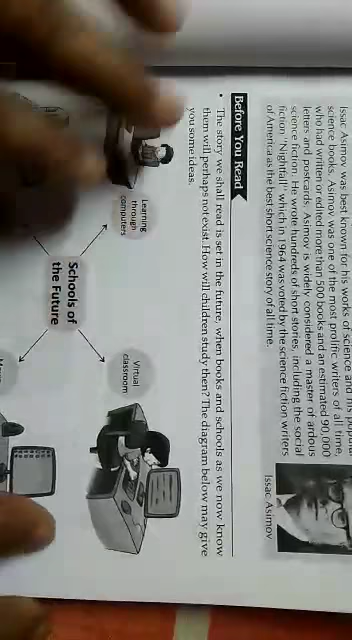 Issac Asimov was best known for his works of science and his
science books. Asimov was one of the most prolific writers of all time,
who had written or edited more than 500 books and an estimated 90,000
letters and postcards. Asimov is widely considered a master of arduous
science fiction. He wrote hundreds of short stories, including the social
fiction "Nightfall" which in 1964 was voted by the science fiction writers
of America as the best short science story of all time.
Issac Asimov
Before You Read
• The story we shall read is set in the future, when books and schools as we now know
them will perhaps not exist. How will children study then? The diagram below may give
you some ideas.
Learning
through
computers
Virtual
classroom
Schools of
the Future